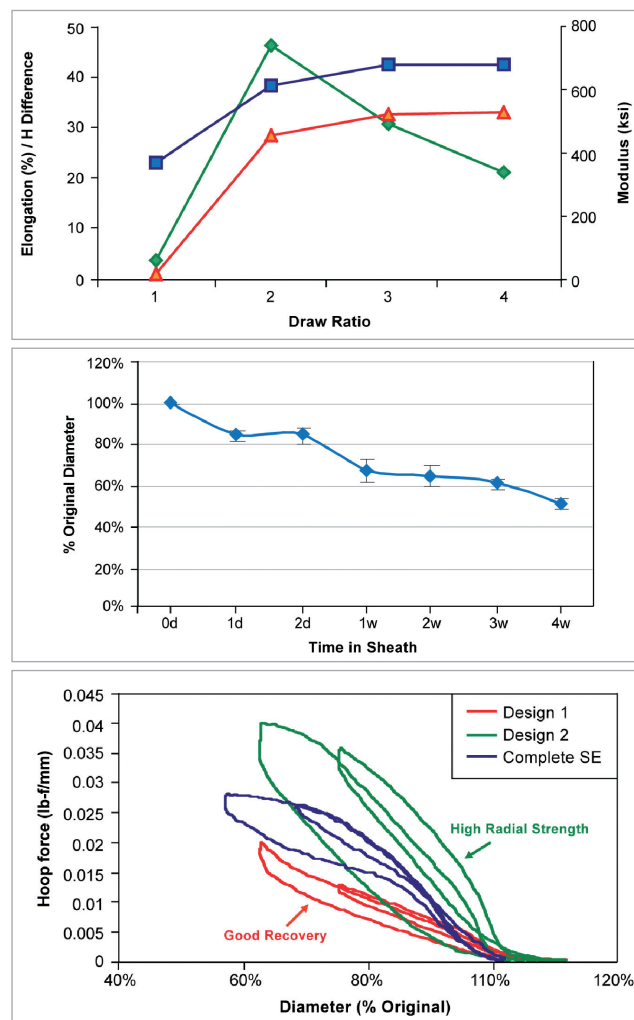 50
40
30
20
10
0
800
600
400
200
0
Elongation (%) / H Difference
Modulus (ksi)
1 2 3 4
Draw Ratio
120%
100%
80%
60%
40%
20%
0%
% Original Diameter
0d 1d 2d 1w 2w 3w 4w
Time in Sheath
0.045
0.04
0.035
0.03
0.025
0.02
0.015
0.01
0.005
0
Hoop force (lb-f/mm)
Design 1
Design 2
Complete SE
High Radial Strength
Good Recovery
40% 60% 80% 100% 120%
Diameter (% Original)